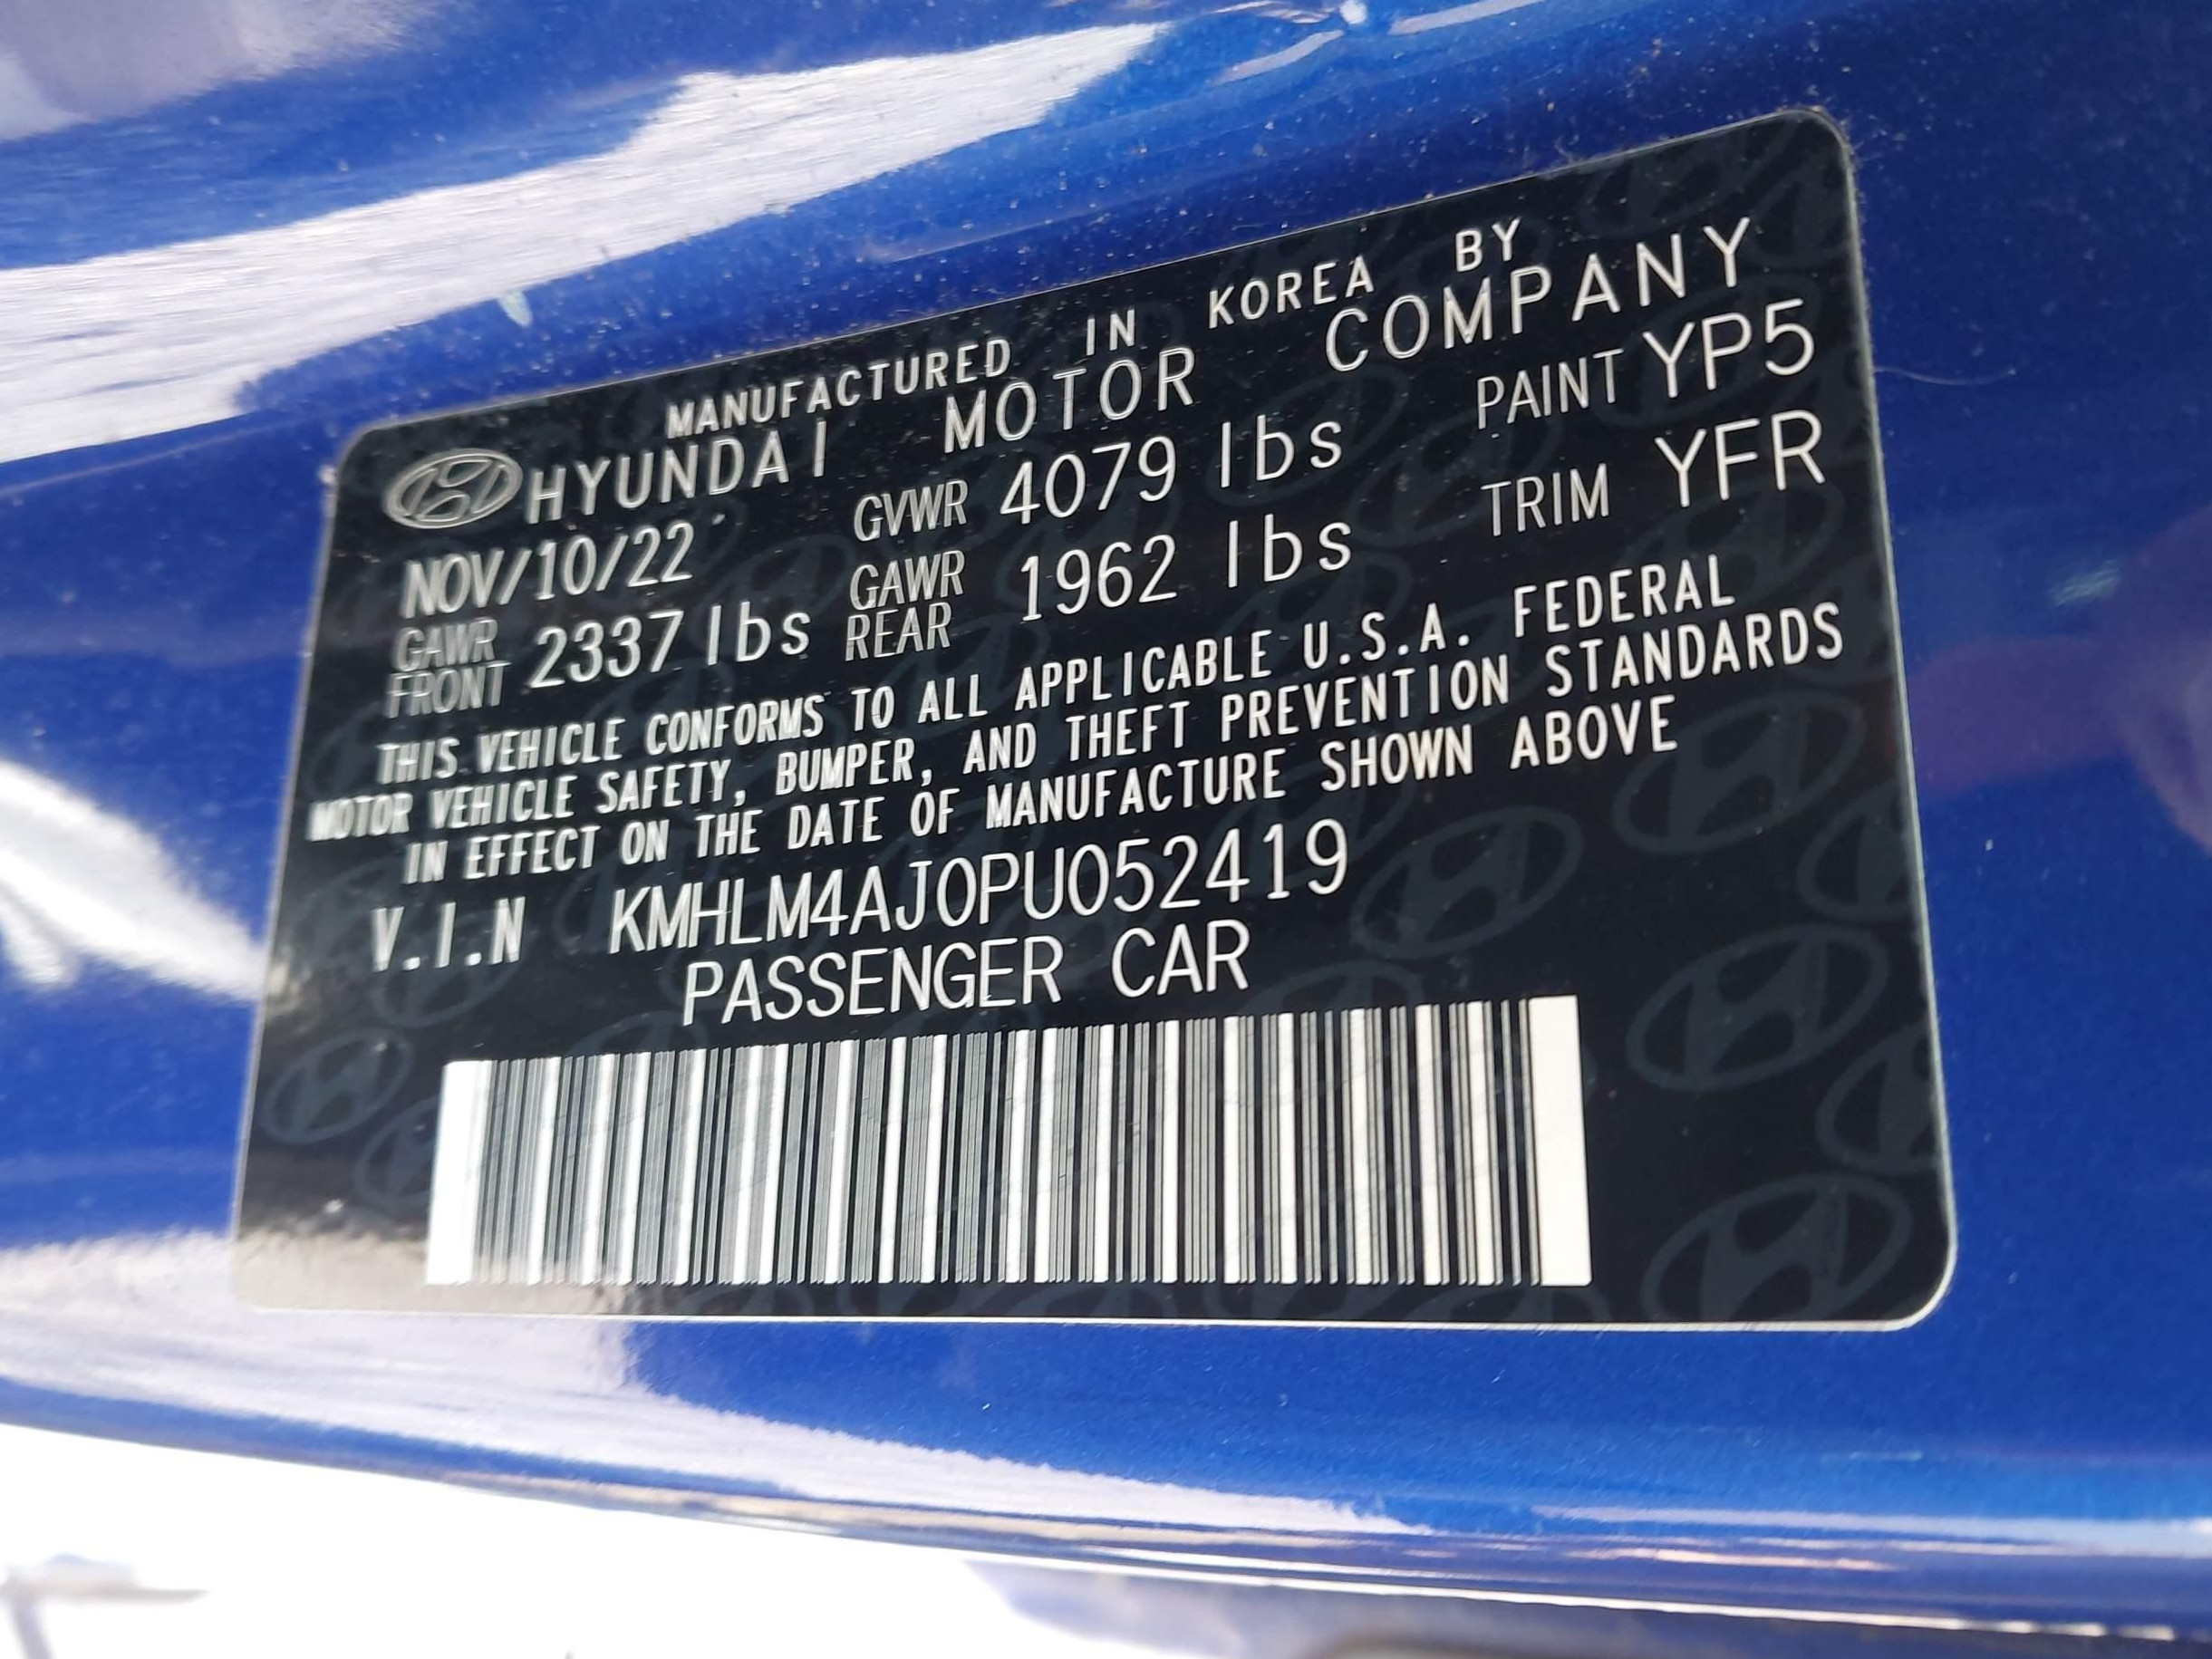 MANUFACTURED IN KOREA BY
HYUNDAI MOTOR COMPANY
NOV/10/22 GVWR 4079 lbs PAINT YP5
GAWR FRONT 2337 lbs GAWR REAR 1962 lbs TRIM YFR
THIS VEHICLE CONFORMS TO ALL APPLICABLE U.S.A. FEDERAL
MOTOR VEHICLE SAFETY, BUMPER, AND THEFT PREVENTION STANDARDS
IN EFFECT ON THE DATE OF MANUFACTURE SHOWN ABOVE
V.I.N KMHLM4AJ0PU052419
PASSENGER CAR